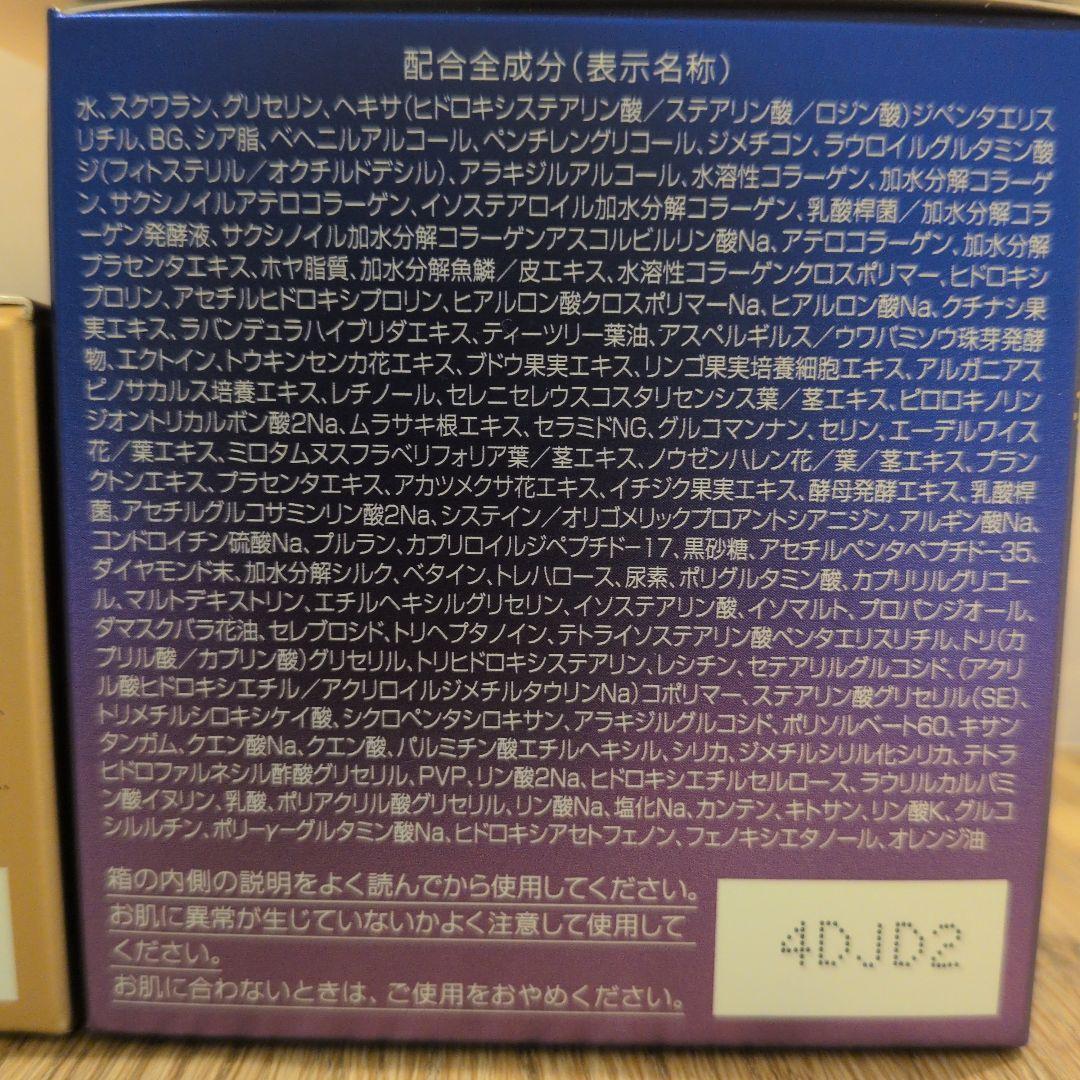 配合全成分(表示名称)
水、スクワラン、グリセリン、ヘキサ(ヒドロキシステアリン酸/ステアリン酸/ロジン酸)ジペンタエリス
リチル、BG、シア脂、ベヘニルアルコール、ペンチレングリコール、ジメチコン、ラウロイルグルタミン酸
ジ(フィトステリル/オクチルドデシル)、アラキジルアルコール、水溶性コラーゲン、加水分解コラーゲ
ン、サクシノイルアテロコラーゲン、イソステアロイル加水分解コラーゲン、乳酸桿菌/加水分解コラ
ーゲン発酵液、サクシノイル加水分解コラーゲンアスコルビルリン酸Na、アテロコラーゲン、加水分解
プラセンタエキス、ホヤ脂質、加水分解魚鱗/皮エキス、水溶性コラーゲンクロスポリマー、ヒドロキシ
プロリン、アセチルヒドロキシプロリン、ヒアルロン酸クロスポリマーNa、ヒアルロン酸Na、クチナシ果
実エキス、ラバンデュラハイブリダエキス、ティーツリー葉油、アスペルギルス/ウワバミソウ珠芽発酵
物、エクトイン、トウキンセンカ花エキス、ブドウ果実エキス、リンゴ果実培養細胞エキス、アルガニアス
ピノサカルス培養エキス、レチノール、セレニセレウスコスタリセンシス葉/茎エキス、ピロロキノリン
ジオントリカルボン酸2Na、ムラサキ根エキス、セラミドNG、グルコマンナン、セリン、エーデルワイス
花/葉エキス、ミロタムヌスフラベリフォリア葉/茎エキス、ノウゼンハレン花/葉/茎エキス、プラン
クトンエキス、プラセンタエキス、アカツメクサ花エキス、イチジク果実エキス、酵母発酵エキス、乳酸桿
菌、アセチルグルコサミンリン酸2Na、システイン/オリゴメリックプロアントシアニジン、アルギン酸Na、
コンドロイチン硫酸Na、プルラン、カプリロイルジペプチド-17、黒砂糖、アセチルペンタペプチド-35、
ダイヤモンド末、加水分解シルク、ベタイン、トレハロース、尿素、ポリグルタミン酸、カプリリルグリコー
ル、マルトデキストリン、エチルヘキシルグリセリン、イソステアリン酸、イソマルト、プロパンジオール、
ダマスクバラ花油、セレブロシド、トリヘプタノイン、テトライソステアリン酸ペンタエリスリチル、トリ(カ
プリル酸/カプリン酸)グリセリル、トリヒドロキシステアリン、レシチン、セテアリルグルコシド、(アクリ
ル酸ヒドロキシエチル/アクリロイルジメチルタウリンNa)コポリマー、ステアリン酸グリセリル(SE)、
トリメチルシロキシケイ酸、シクロペンタシロキサン、アラキジルグルコシド、ポリソルベート60、キサン
タンガム、クエン酸Na、クエン酸、パルミチン酸エチルヘキシル、シリカ、ジメチルシリル化シリカ、テトラ
ヒドロファルネシル酢酸グリセリル、PVP、リン酸2Na、ヒドロキシエチルセルロース、ラウリルカルバミ
ン酸イヌリン、乳酸、ポリアクリル酸グリセリル、リン酸Na、塩化Na、カンテン、キトサン、リン酸K、グルコ
シルルチン、ポリ-γ-グルタミン酸Na、ヒドロキシアセトフェノン、フェノキシエタノール、オレンジ油
箱の内側の説明をよく読んでから使用してください。
お肌に異常が生じていないかよく注意して使用して
ください。
お肌に合わないときは、ご使用をおやめください。
4DJD2